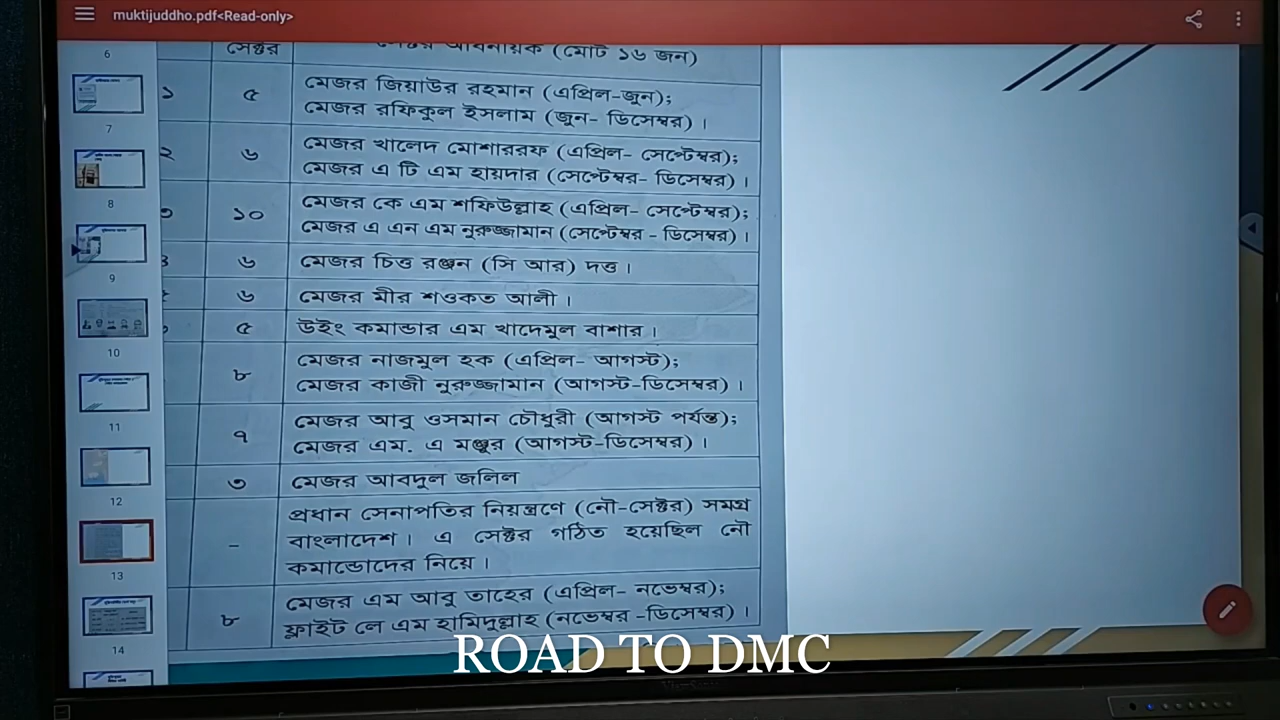 muktijuddho.pdf<Read-only>
সেক্টর অধিনায়ক (মোট ১৬ জন)
সেক্টর
১ ৫ মেজর জিয়াউর রহমান (এপ্রিল-জুন);
মেজর রফিকুল ইসলাম (জুন- ডিসেম্বর) ।
২ ৬ মেজর খালেদ মোশাররফ (এপ্রিল- সেপ্টেম্বর);
মেজর এ টি এম হায়দার (সেপ্টেম্বর- ডিসেম্বর) ।
৩ ১০ মেজর কে এম শফিউল্লাহ (এপ্রিল- সেপ্টেম্বর);
মেজর এ এন এম নুরুজ্জামান (সেপ্টেম্বর - ডিসেম্বর) ।
৬ মেজর চিত্ত রঞ্জন (সি আর) দত্ত ।
৬ মেজর মীর শওকত আলী ।
৫ উইং কমান্ডার এম খাদেমুল বাশার ।
৮ মেজর নাজমুল হক (এপ্রিল- আগস্ট);
মেজর কাজী নুরুজ্জামান (আগস্ট-ডিসেম্বর) ।
৭ মেজর আবু ওসমান চৌধুরী (আগস্ট পর্যন্ত);
মেজর এম. এ মঞ্জুর (আগস্ট-ডিসেম্বর) ।
৩ মেজর আবদুল জলিল
- প্রধান সেনাপতির নিয়ন্ত্রণে (নৌ-সেক্টর) সমগ্র
বাংলাদেশ । এ সেক্টর গঠিত হয়েছিল নৌ
কমান্ডোদের নিয়ে ।
৮ মেজর এম আবু তাহের (এপ্রিল- নভেম্বর);
ফ্লাইট লে এম হামিদুল্লাহ (নভেম্বর -ডিসেম্বর) ।
6
7
8
9
10
11
12
13
14
ROAD TO DMC